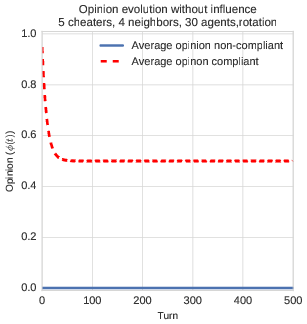 Opinion evolution without influence
5 cheaters, 4 neighbors, 30 agents,rotation
Average opinion non-compliant
Average opinion compliant
Opinion (ϕ(t))
1.0
0.8
0.6
0.4
0.2
0.0
0 100 200 300 400 500
Turn